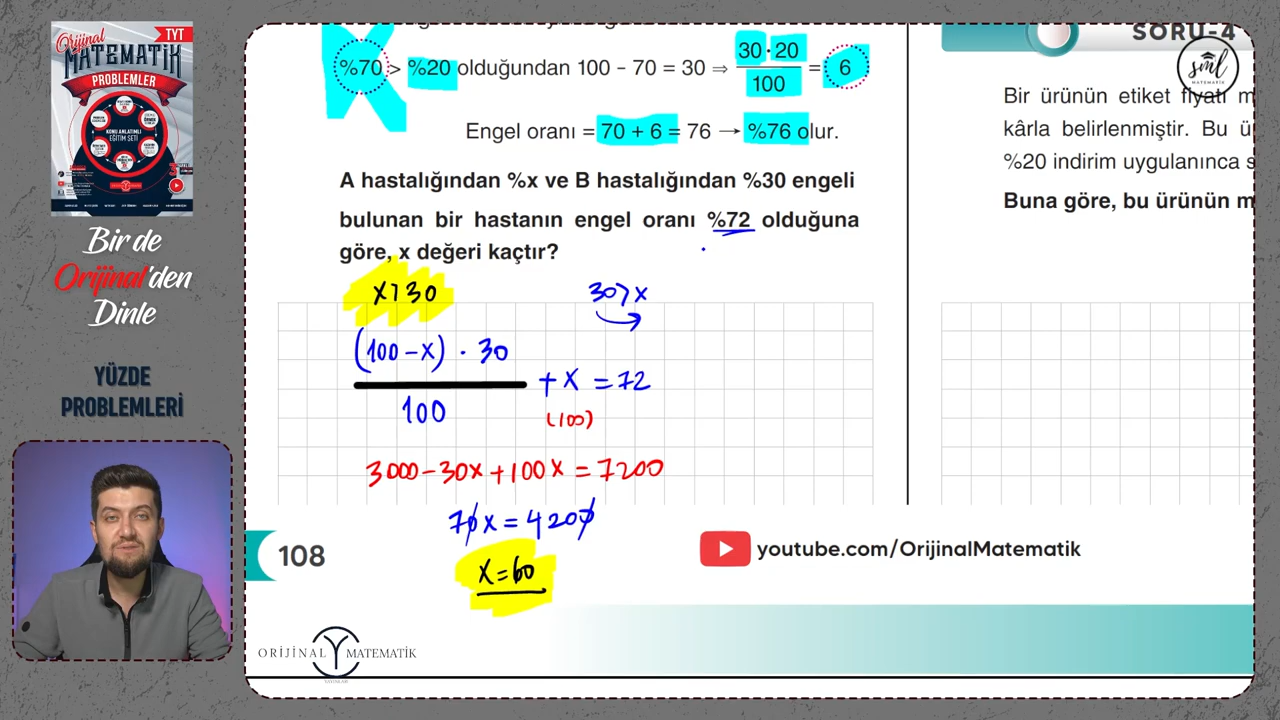 Orijinal
TYT
MATEMATİK
PROBLEMLER
KONU ANLATIMLI
EĞİTİM SETİ
Bir de
Orijinal'den
Dinle
YÜZDE
PROBLEMLERİ
%70 > %20 olduğundan 100 - 70 = 30 ⇒ 30·20/100 = 6
Engel oranı = 70 + 6 = 76 → %76 olur.
A hastalığından %x ve B hastalığından %30 engeli
bulunan bir hastanın engel oranı %72 olduğuna
göre, x değeri kaçtır?
x>30
30>x
(100-x)·30
100
+ x = 72
(100)
3000-30x+100x=7200
70x=4200
x=60
108
youtube.com/OrijinalMatematik
ORİJİNAL MATEMATİK
YAYINLARI
SORU-4
sml
MATEMATİK
Bir ürünün etiket fiyatı m
kârla belirlenmiştir. Bu ü
%20 indirim uygulanınca s
Buna göre, bu ürünün m